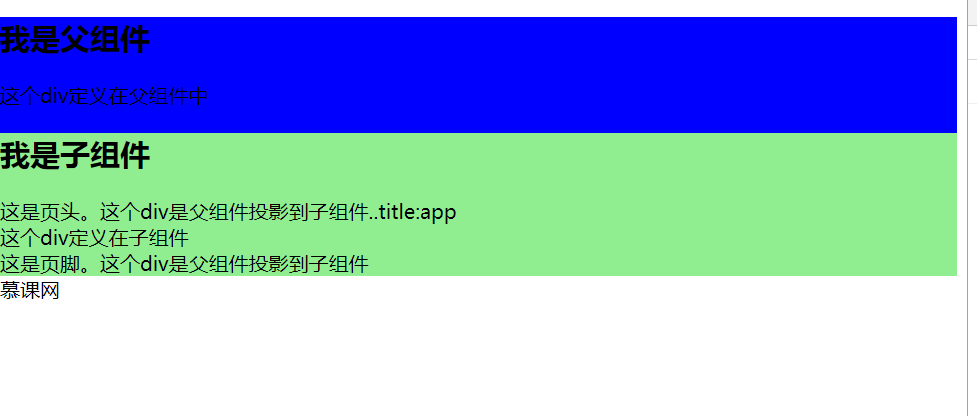 我是父组件
这个div定义在父组件中
我是子组件
这是页头。这个div是父组件投影到子组件..title:app
这个div定义在子组件
这是页脚。这个div是父组件投影到子组件
慕课网